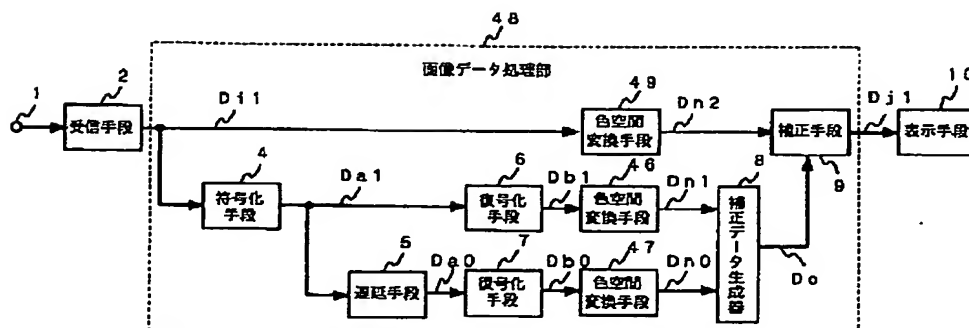 48
画像データ処理部
1
2
受信手段
Di1
49
色空間
変換手段
Dn2
補正手段
9
Dj1
10
表示手段
4
符号化
手段
Da1
6
復号化
手段
Db1
46
色空間
変換手段
Dn1
8
補正データ生成器
Do
5
遅延手段
Da0
7
復号化
手段
Db0
47
色空間
変換手段
Dn0